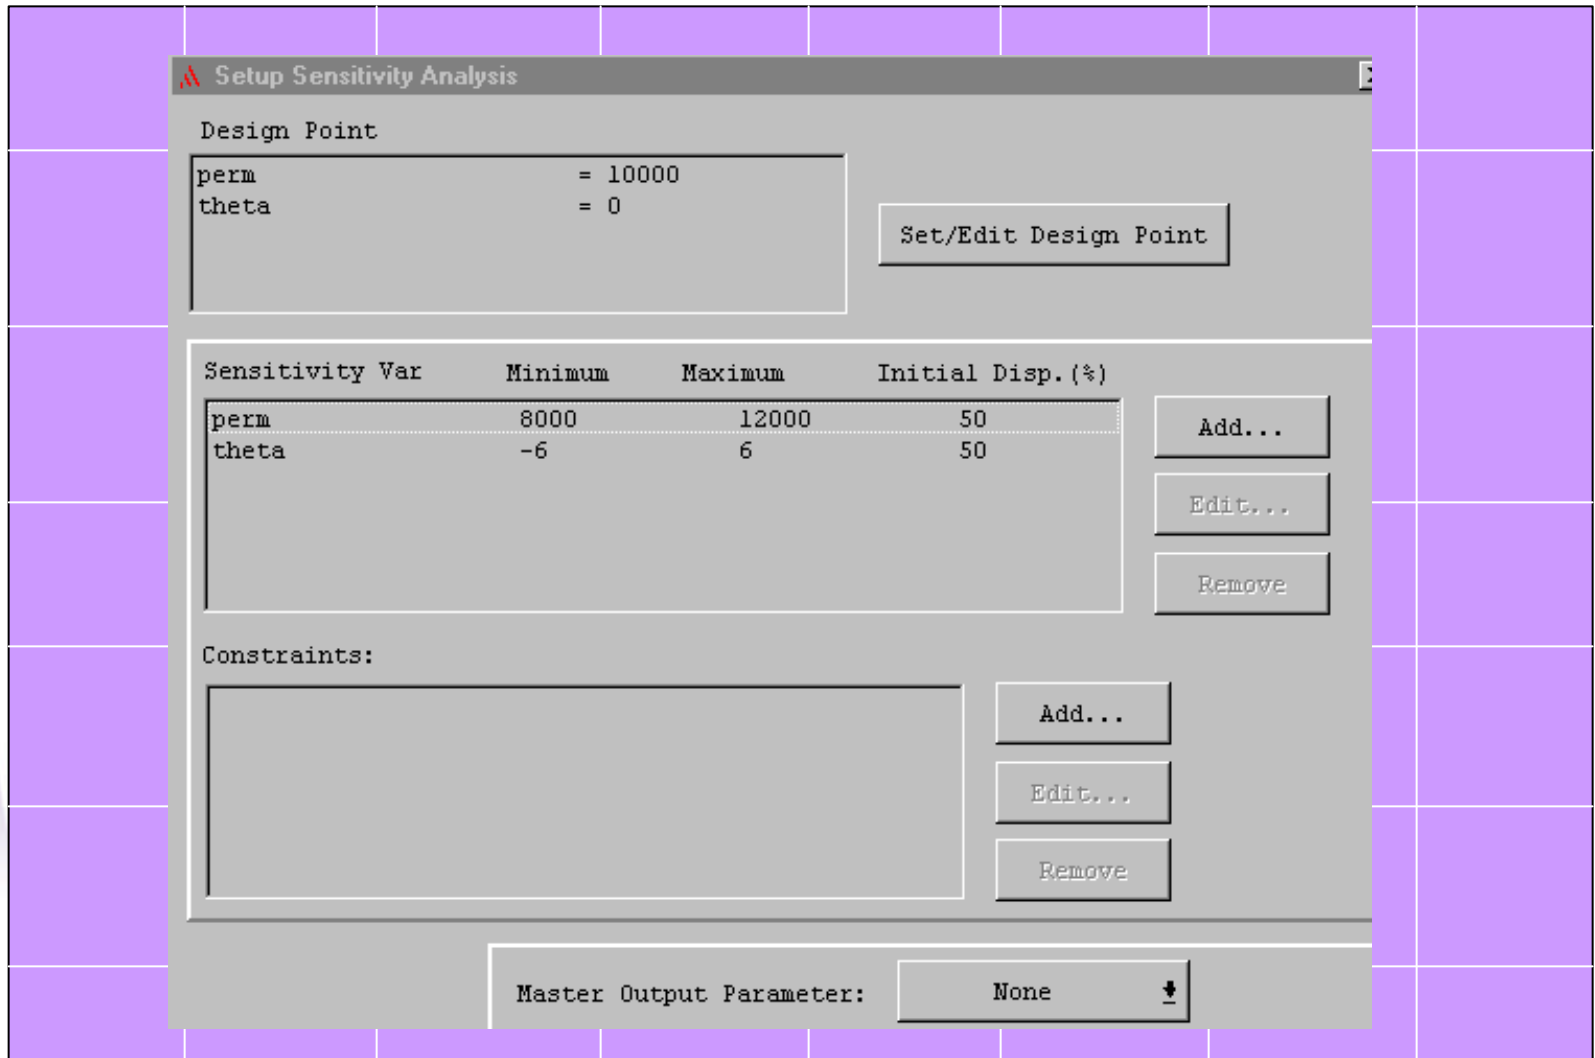 Setup Sensitivity Analysis
Design Point
perm = 10000
theta = 0
Set/Edit Design Point
Sensitivity Var Minimum Maximum Initial Disp.(%)
perm 8000 12000 50
theta -6 6 50
Add...
Edit...
Remove
Constraints:
Add...
Edit...
Remove
Master Output Parameter: None